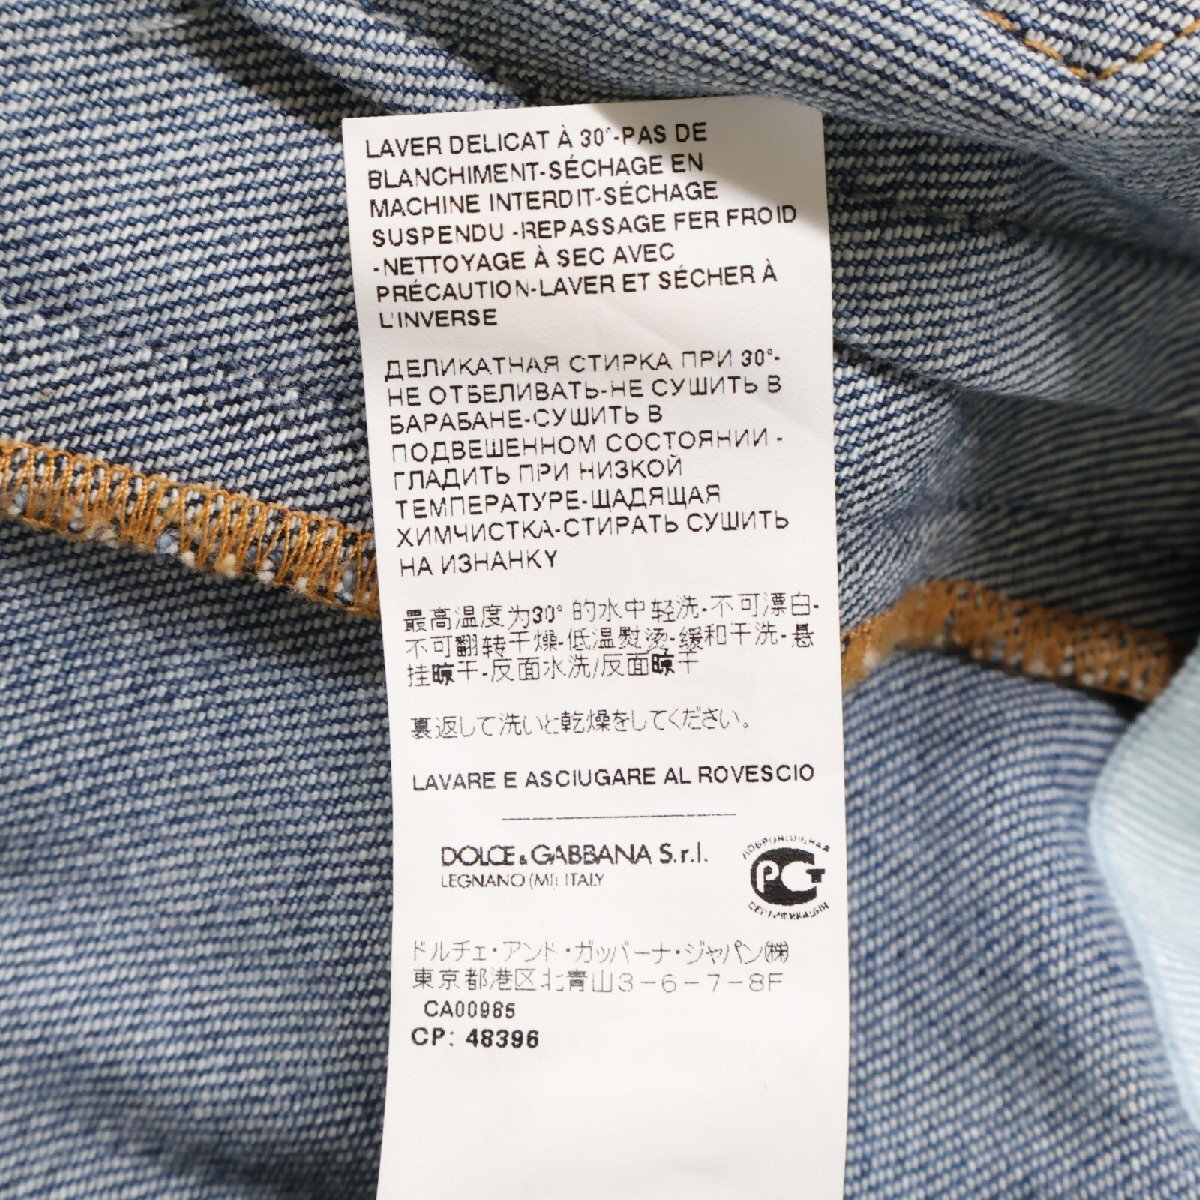 LAVER DELICAT À 30°-PAS DE
BLANCHIMENT-SÉCHAGE EN
MACHINE INTERDIT-SÉCHAGE
SUSPENDU -REPASSAGE FER FROID
-NETTOYAGE À SEC AVEC
PRÉCAUTION-LAVER ET SÉCHER À
L'INVERSE
ДЕЛИКАТНАЯ СТИРКА ПРИ 30°-
НЕ ОТБЕЛИВАТЬ-НЕ СУШИТЬ В
БАРАБАНЕ-СУШИТЬ В
ПОДВЕШЕННОМ СОСТОЯНИИ -
ГЛАДИТЬ ПРИ НИЗКОЙ
ТЕМПЕРАТУРЕ-ЩАДЯЩАЯ
ХИМЧИСТКА-СТИРАТЬ СУШИТЬ
НА ИЗНАНКУ
最高温度为30° 的水中轻洗-不可漂白-
不可翻转干燥-低温熨烫-缓和干洗-悬
挂晾干-反面水洗/反面晾干
裏返して洗いと乾燥をしてください。
LAVARE E ASCIUGARE AL ROVESCIO
DOLCE & GABBANA S.r.l.
LEGNANO (MI) ITALY
ДОБРОВОЛЬНАЯ
РСТ
СЕРТИФИКАЦИЯ
ドルチェ・アンド・ガッバーナ・ジャパン㈱
東京都港区北青山3-6-7-8F
CA00985
CP: 48396